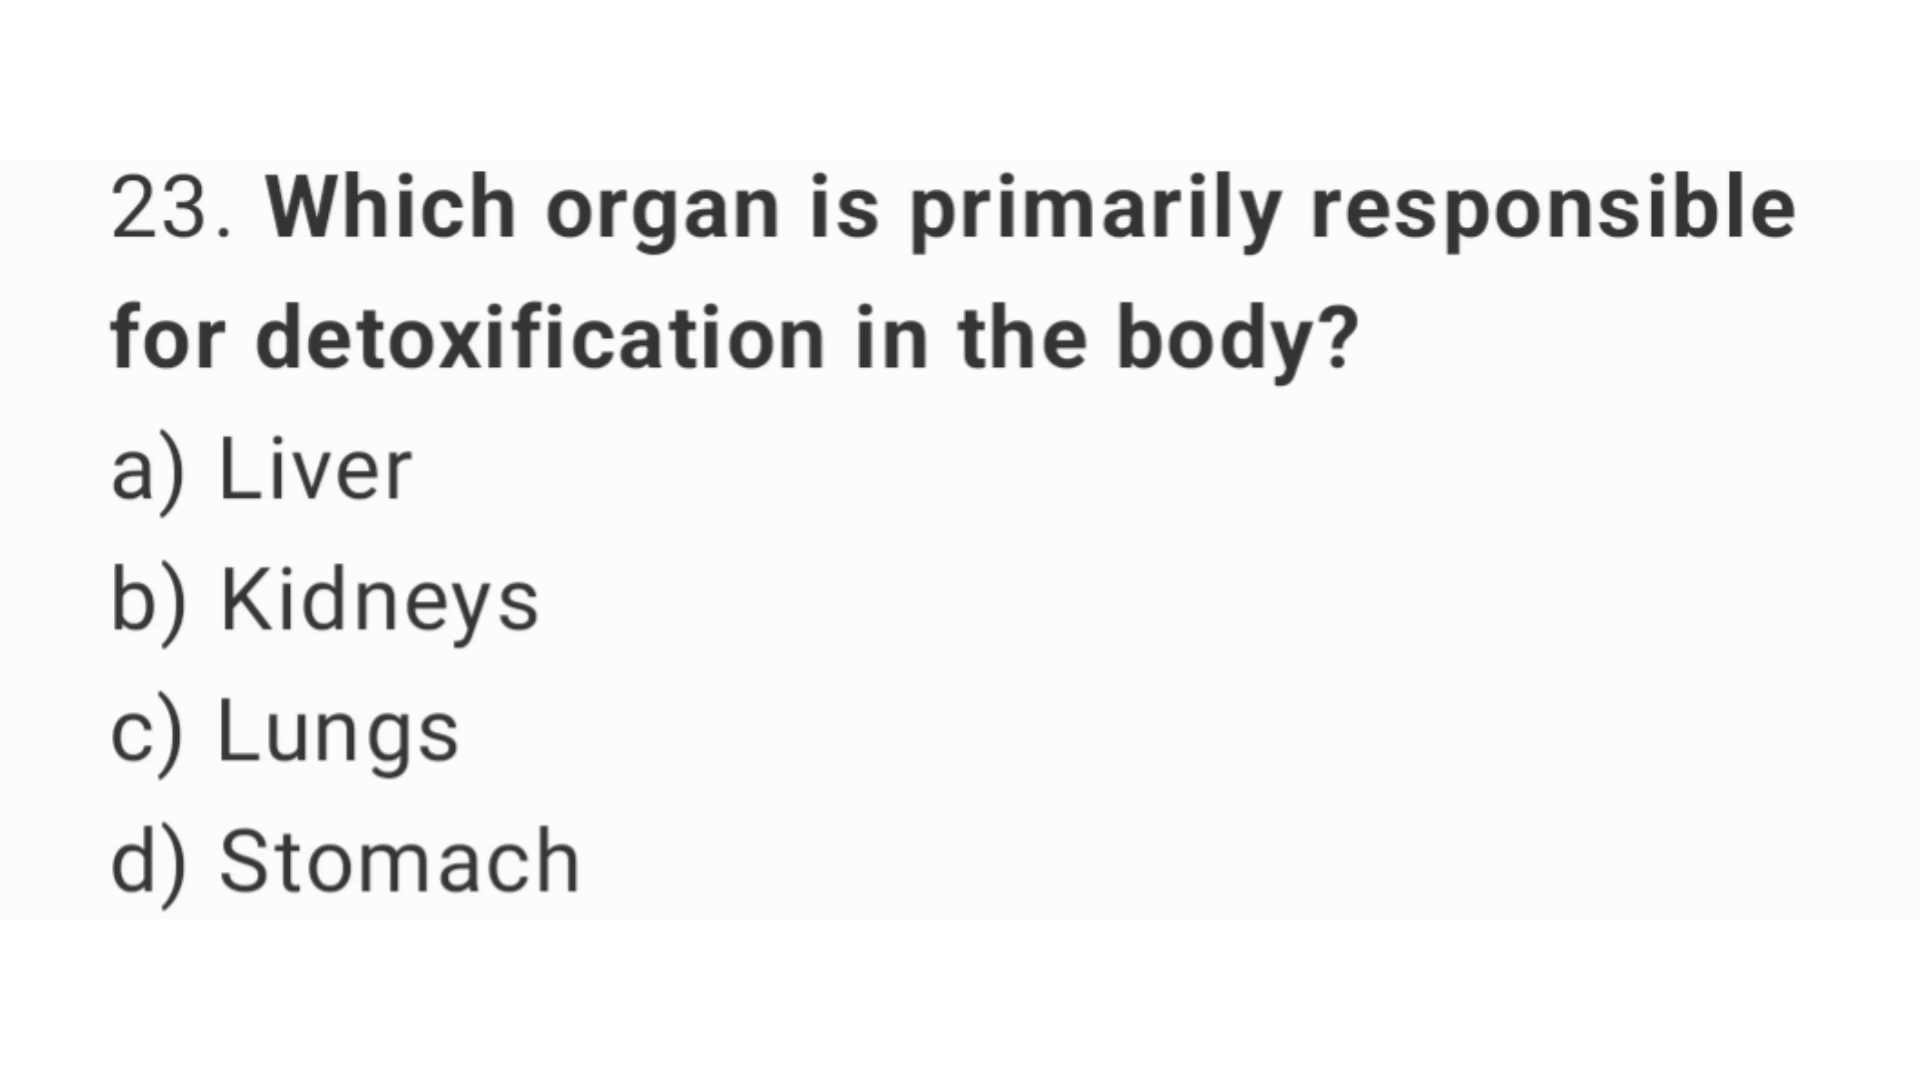 23. Which organ is primarily responsible
for detoxification in the body?
a) Liver
b) Kidneys
c) Lungs
d) Stomach